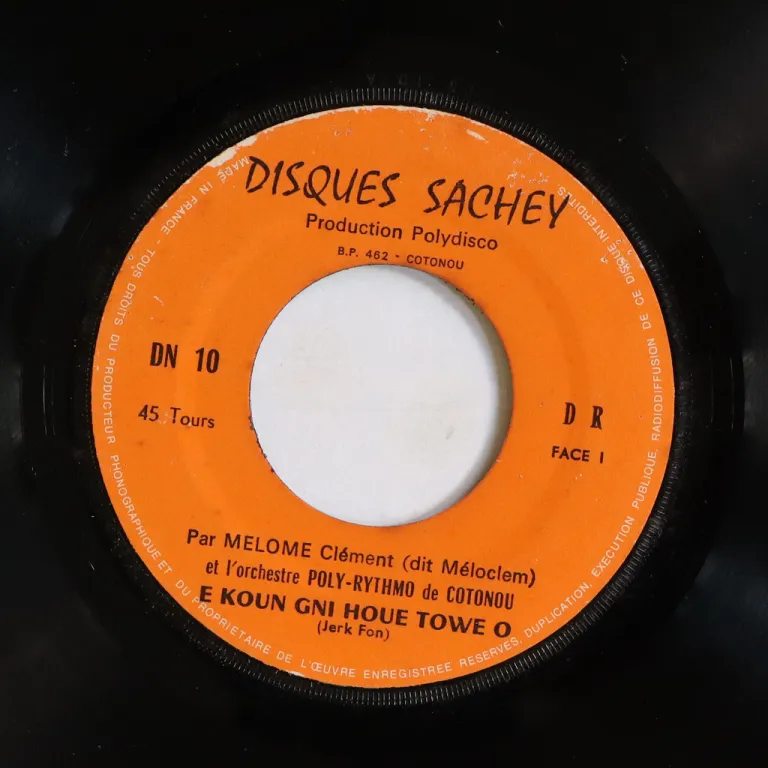 DISQUES SACHEY
Production Polydisco
B.P. 462 - COTONOU
DN 10
45 Tours
D R
FACE I
Par MELOME Clément (dit Méloclem)
et l'orchestre POLY-RYTHMO de COTONOU
E KOUN GNI HOUE TOWE O
(Jerk Fon)
MADE IN FRANCE - TOUS DROITS DU PRODUCTEUR PHONOGRAPHIQUE ET DU PROPRIETAIRE DE L'ŒUVRE ENREGISTREE RESERVES, DUPLICATION, EXECUTION PUBLIQUE, RADIODIFFUSION DE CE DISQUE INTERDITS